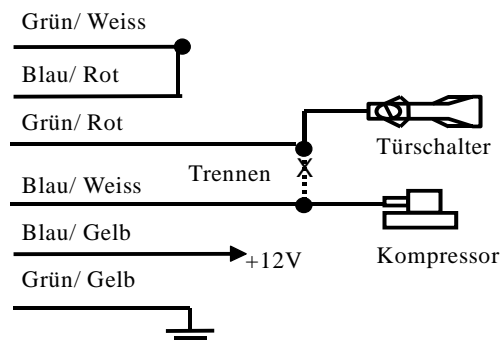 Grün/ Weiss
Blau/ Rot
Grün/ Rot
Türschalter
Trennen
Blau/ Weiss
Blau/ Gelb
+12V
Kompressor
Grün/ Gelb